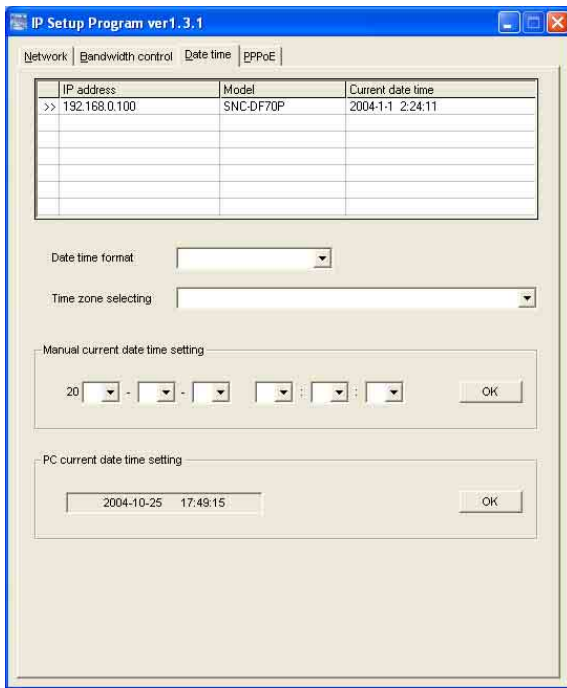 IP Setup Program ver1.3.1
Network Bandwidth control Date time PPPoE
IP address Model Current date time
>> 192.168.0.100 SNC-DF70P 2004-1-1 2:24:11
Date time format
Time zone selecting
Manual current date time setting
20 - - : : OK
PC current date time setting
2004-10-25 17:49:15 OK